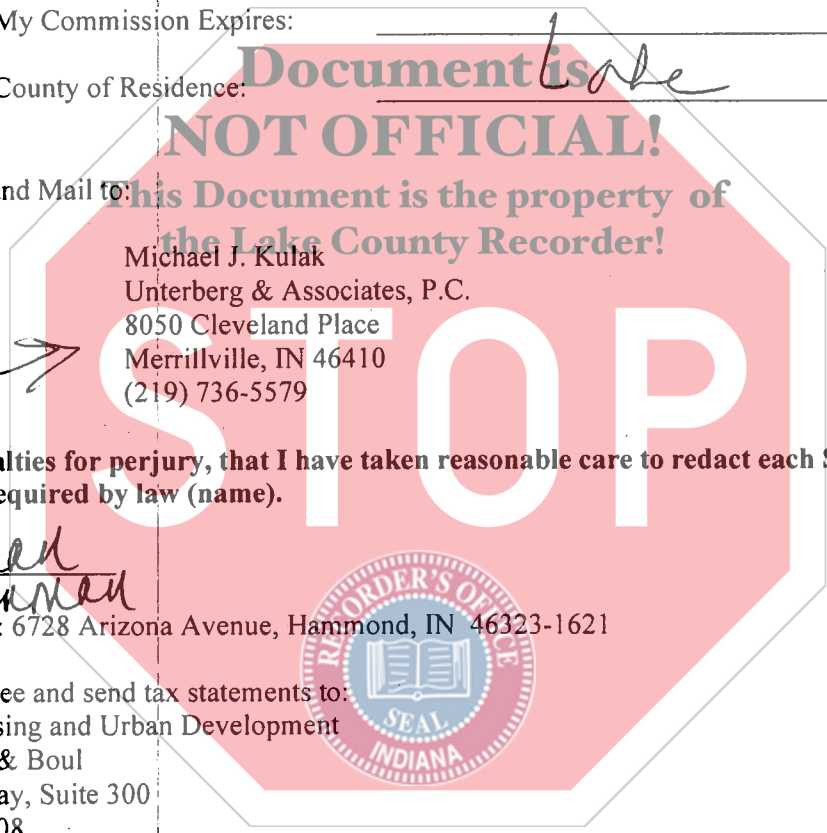 My Commission Expires:
County of Residence: Lake
Document is
NOT OFFICIAL!
This Document is the property of
the Lake County Recorder!
nd Mail to:
Michael J. Kulak
Unterberg & Associates, P.C.
8050 Cleveland Place
Merrillville, IN 46410
(219) 736-5579
STOP
alties for perjury, that I have taken reasonable care to redact each S
equired by law (name).
: 6728 Arizona Avenue, Hammond, IN 46323-1621
ee and send tax statements to:
sing and Urban Development
& Boul
ay, Suite 300
08
RECORDER'S OFFICE
SEAL
INDIANA